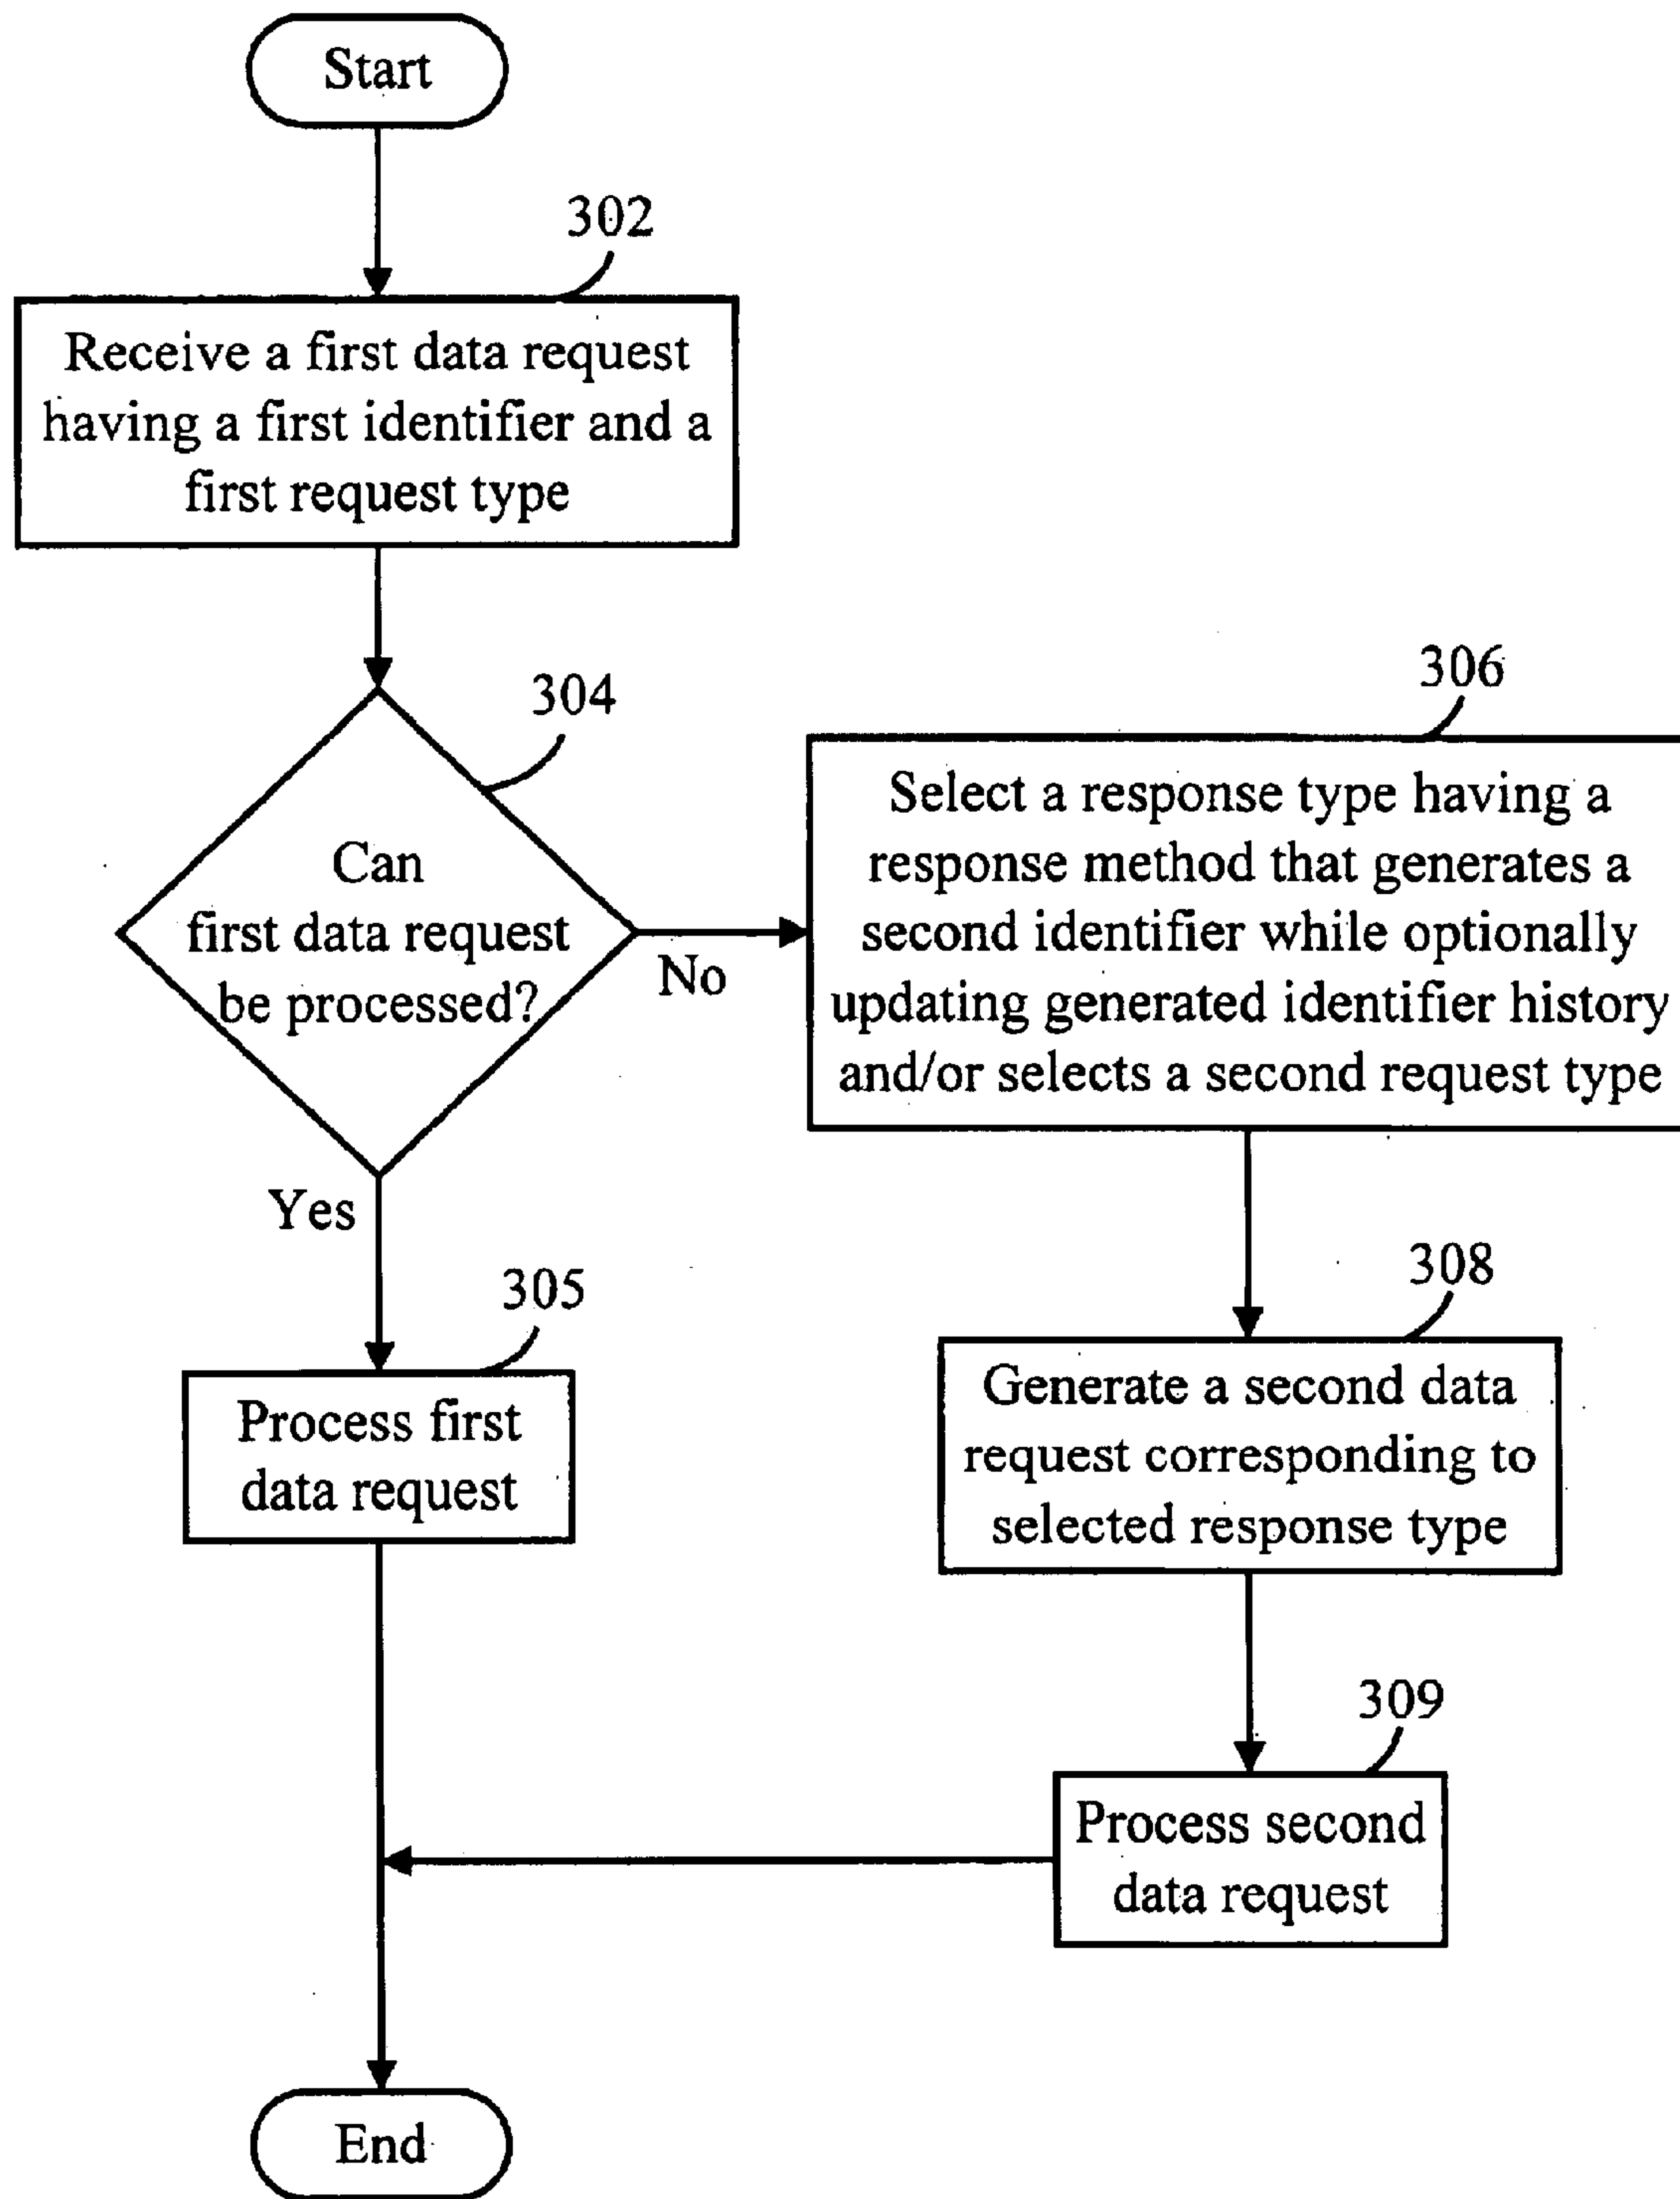 Start
302
Receive a first data request
having a first identifier and a
first request type
304
Can
first data request
be processed?
No
Yes
306
Select a response type having a
response method that generates a
second identifier while optionally
updating generated identifier history
and/or selects a second request type
305
Process first
data request
308
Generate a second data
request corresponding to
selected response type
309
Process second
data request
End